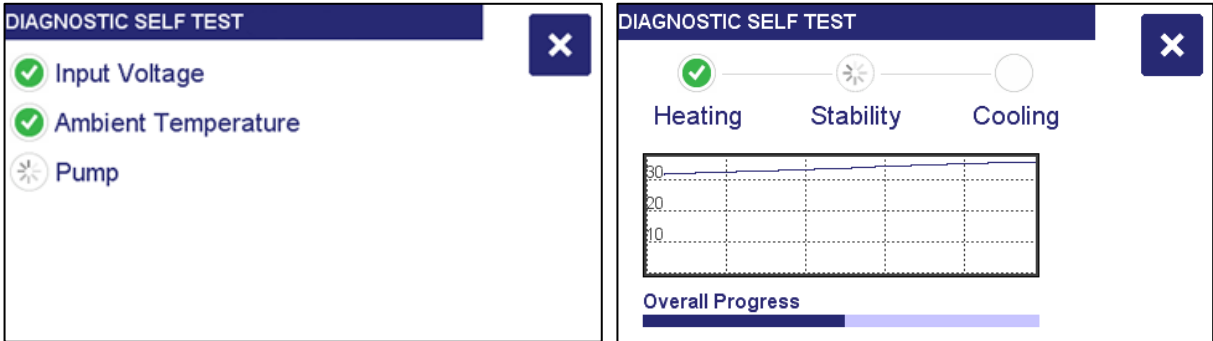 DIAGNOSTIC SELF TEST
Input Voltage
Ambient Temperature
Pump
DIAGNOSTIC SELF TEST
Heating Stability Cooling
30
20
10
Overall Progress